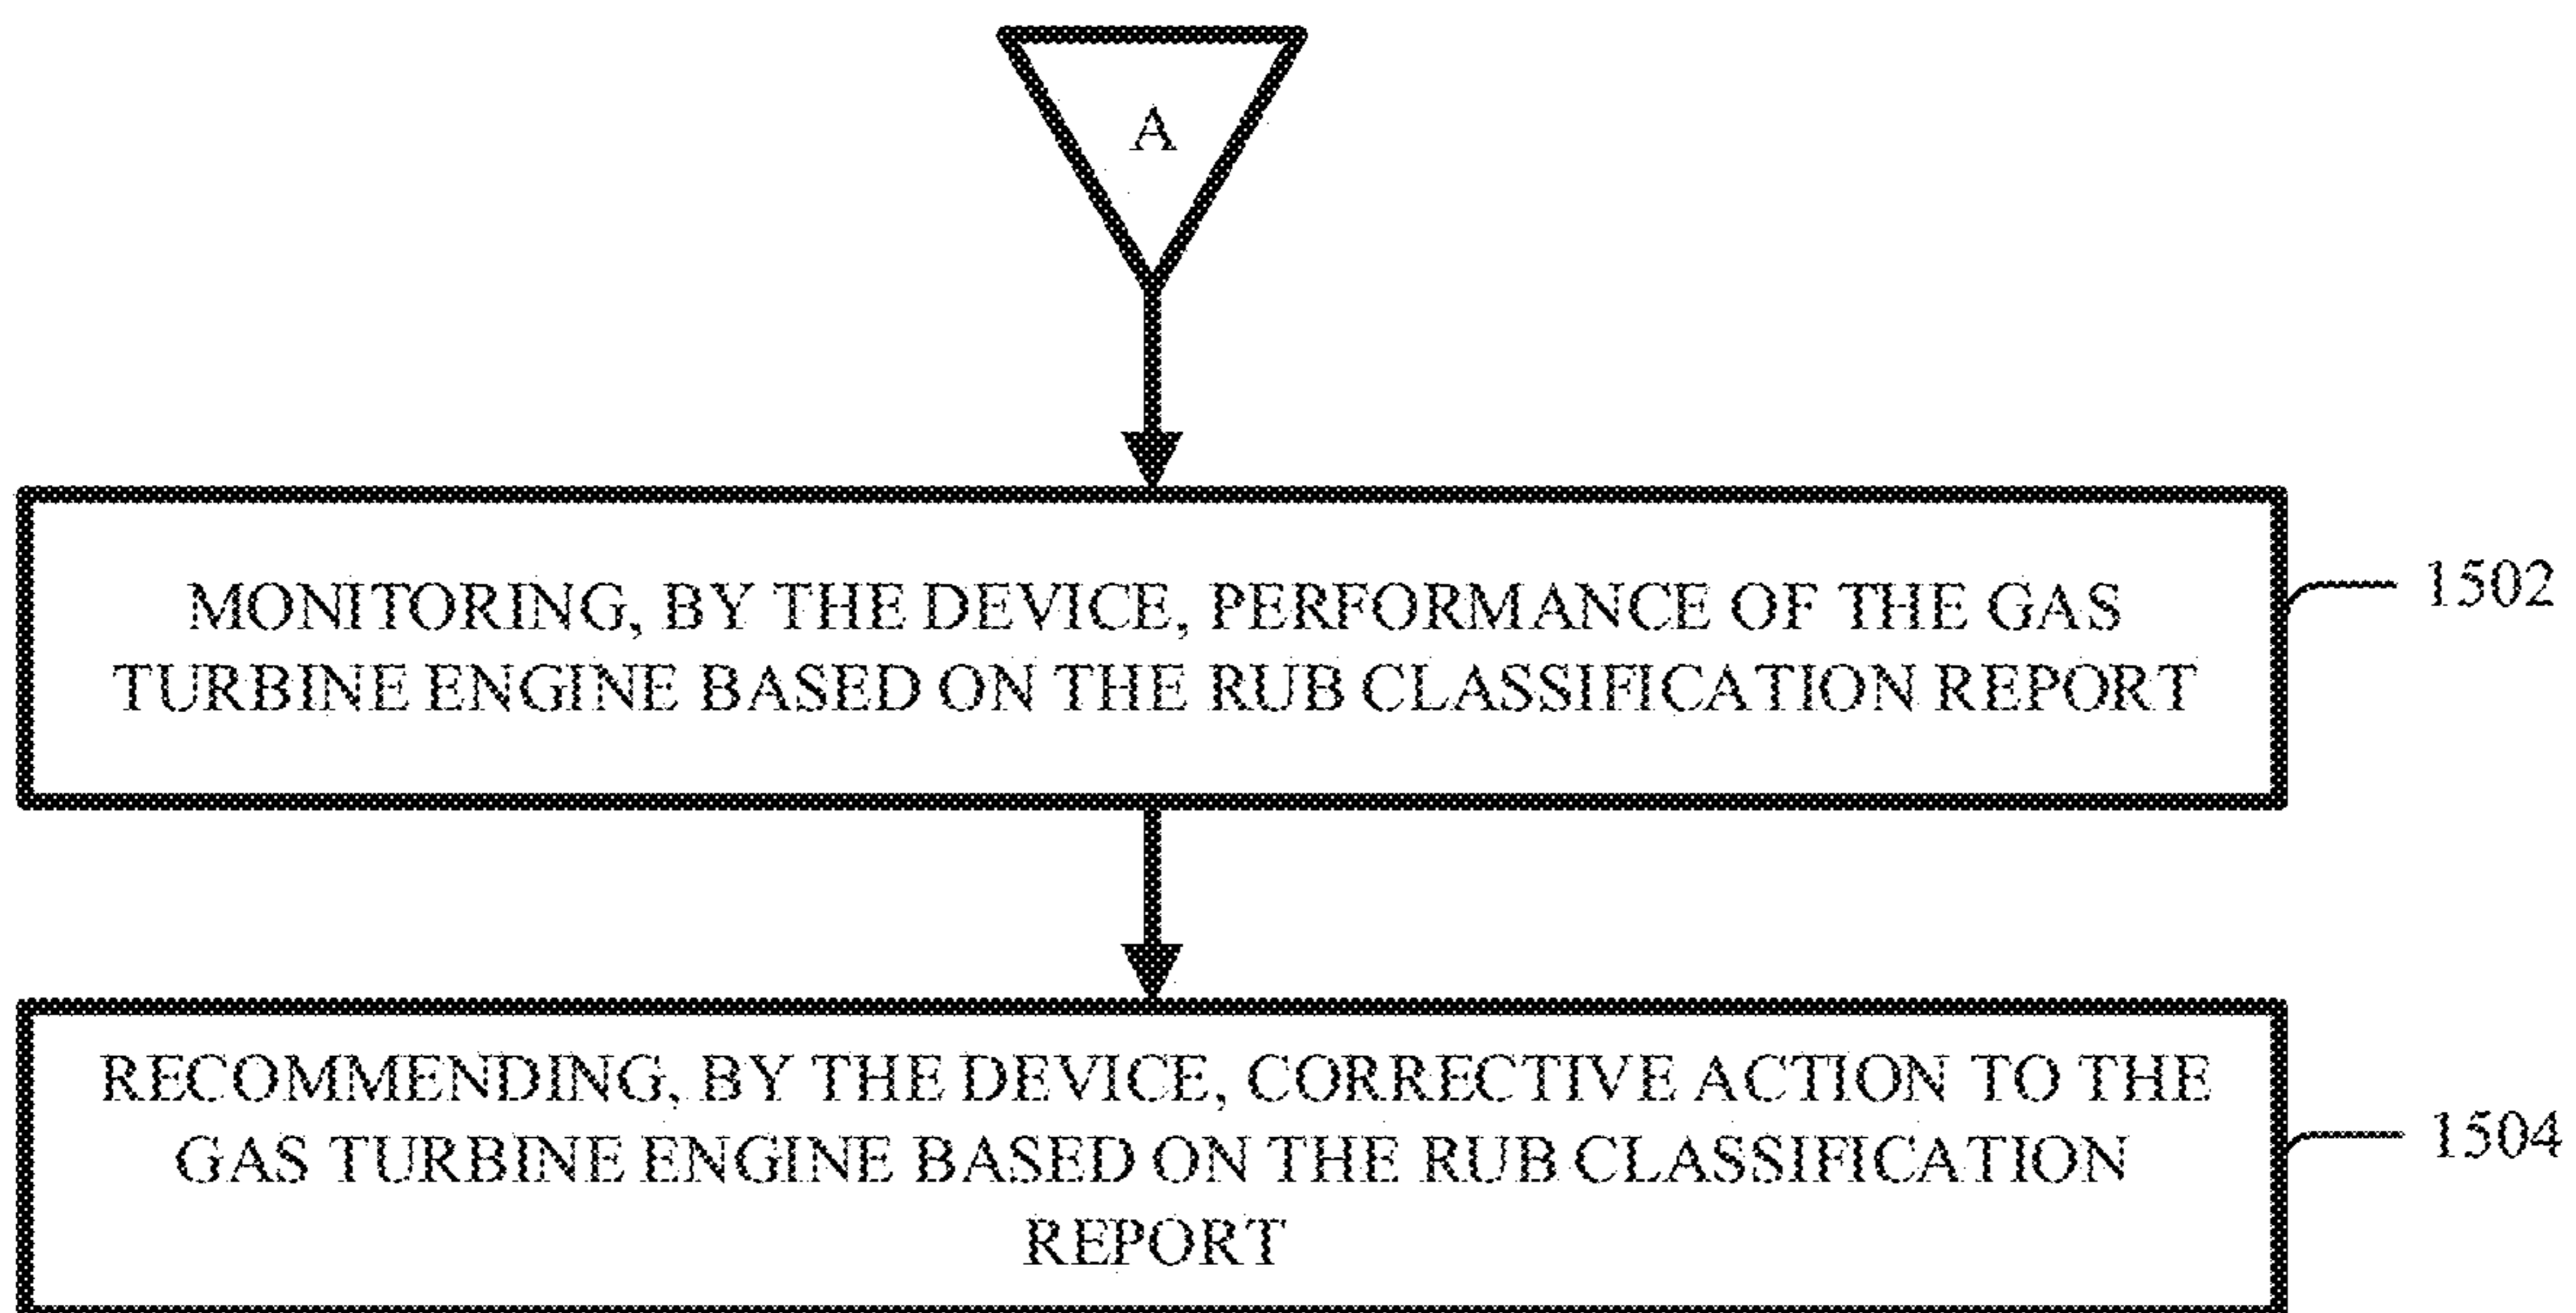 A
MONITORING, BY THE DEVICE, PERFORMANCE OF THE GAS
TURBINE ENGINE BASED ON THE RUB CLASSIFICATION REPORT
1502
RECOMMENDING, BY THE DEVICE, CORRECTIVE ACTION TO THE
GAS TURBINE ENGINE BASED ON THE RUB CLASSIFICATION
REPORT
1504